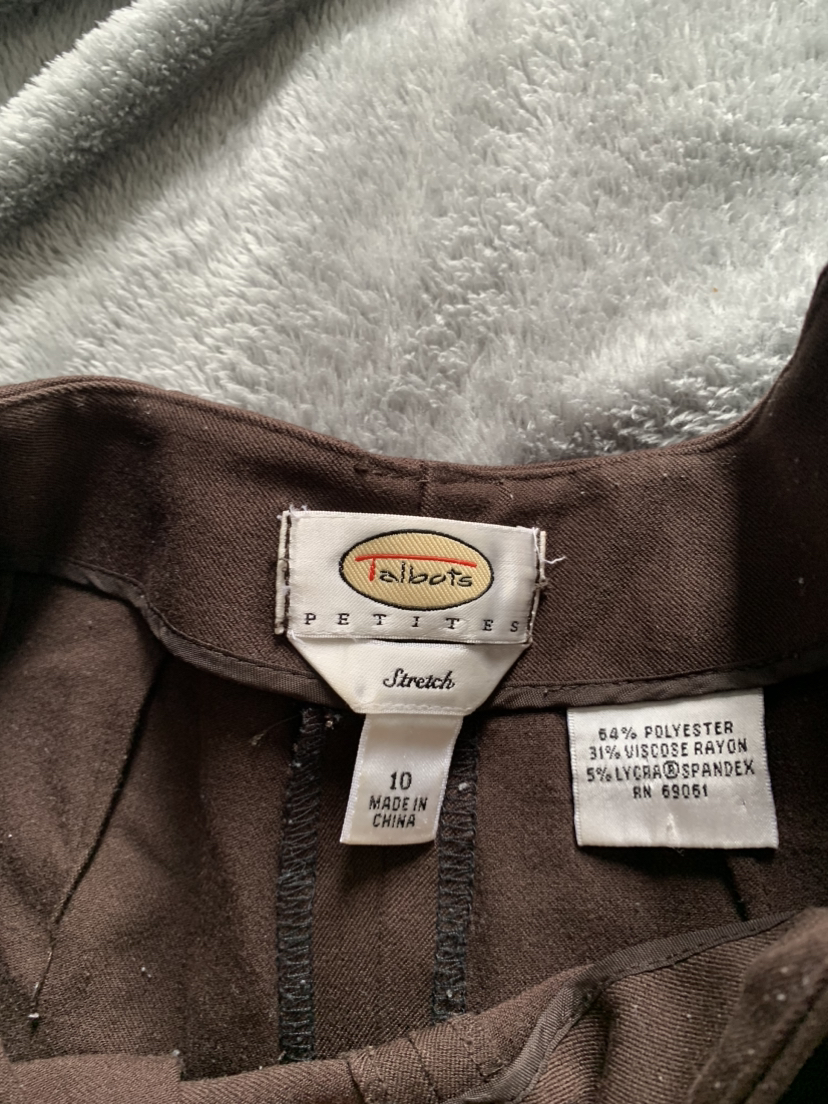 Talbots
PETITES
Stretch
10
MADE IN
CHINA
64% POLYESTER
31% VISCOSE RAYON
5% LYCRA® SPANDEX
RN 69061